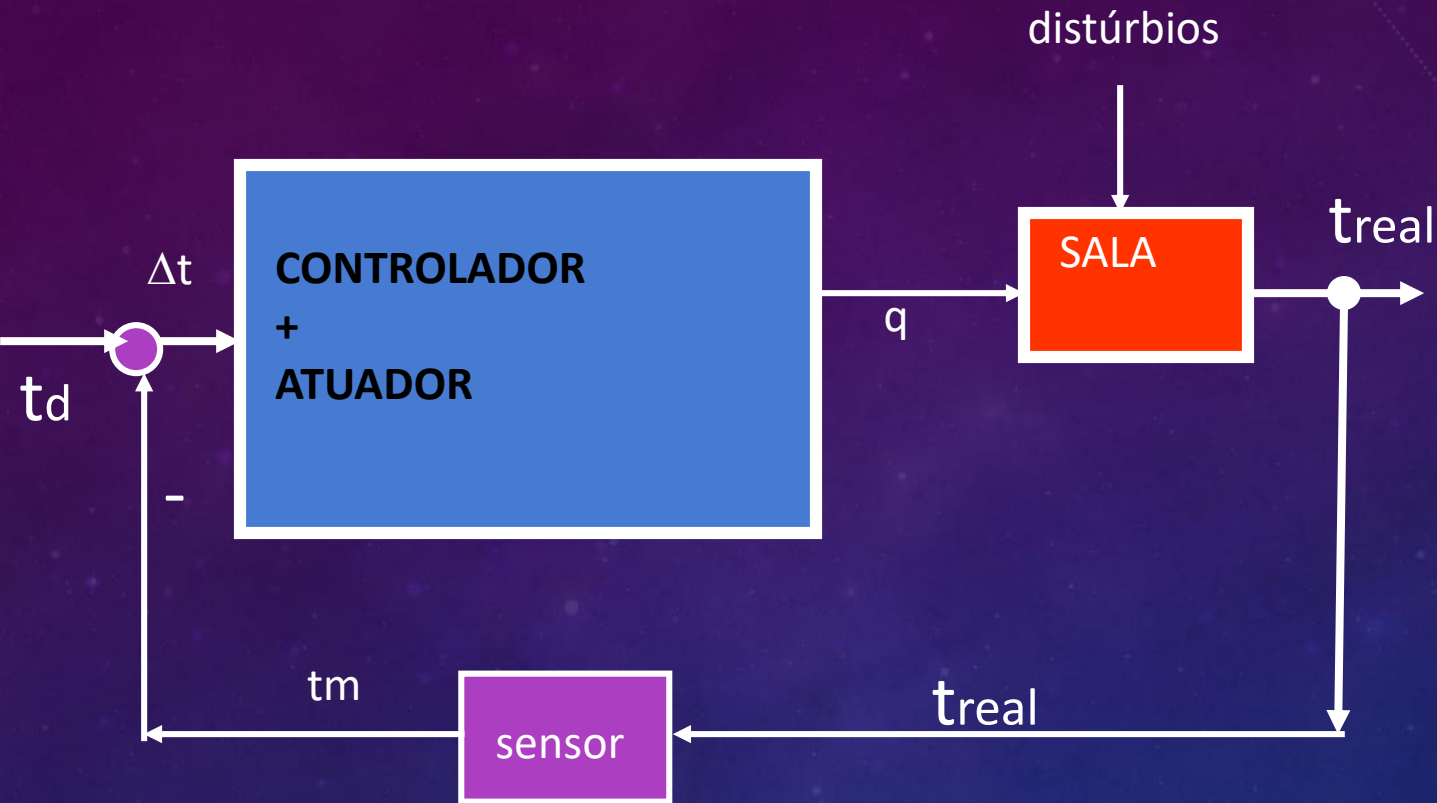 distúrbios
treal
SALA
Δt
CONTROLADOR
+
ATUADOR
q
td
-
tm
treal
sensor